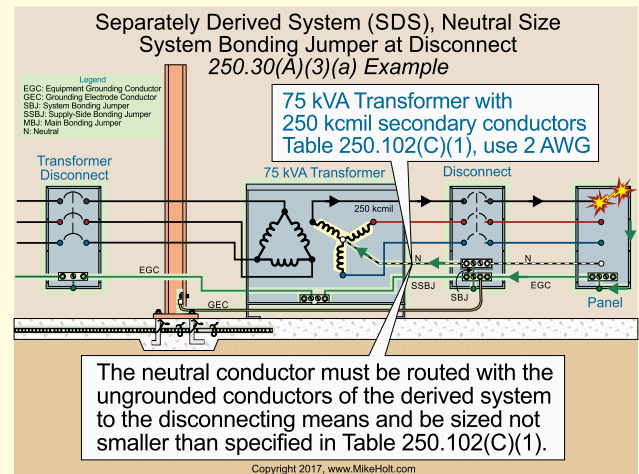 Separately Derived System (SDS), Neutral Size
System Bonding Jumper at Disconnect
250.30(A)(3)(a) Example
Legend
EGC: Equipment Grounding Conductor
GEC: Grounding Electrode Conductor
SBJ: System Bonding Jumper
SSBJ: Supply-Side Bonding Jumper
MBJ: Main Bonding Jumper
N: Neutral
75 kVA Transformer with
250 kcmil secondary conductors
Table 250.102(C)(1), use 2 AWG
Transformer
Disconnect
75 kVA Transformer
Disconnect
250 kcmil
N
N
EGC
SSBJ
SBJ
EGC
GEC
Panel
The neutral conductor must be routed with the
ungrounded conductors of the derived system
to the disconnecting means and be sized not
smaller than specified in Table 250.102(C)(1).
Copyright 2017, www.MikeHolt.com